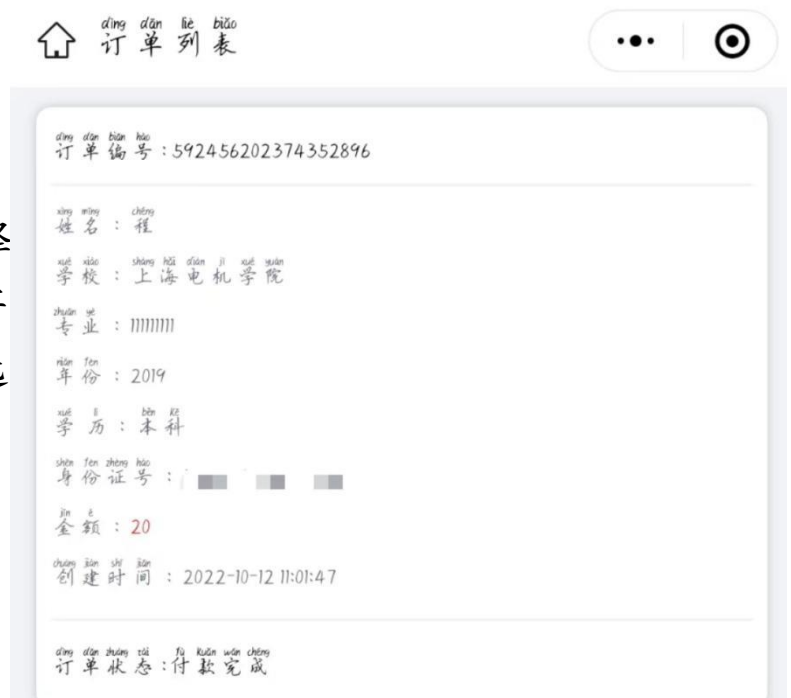 订单列表
订单编号:592456202374352896
姓名:程
学校:上海电机学院
专业:111111111
年份:2019
学历:本科
身份证号:
金额:20
创建时间:2022-10-12 11:01:47
订单状态:付款完成